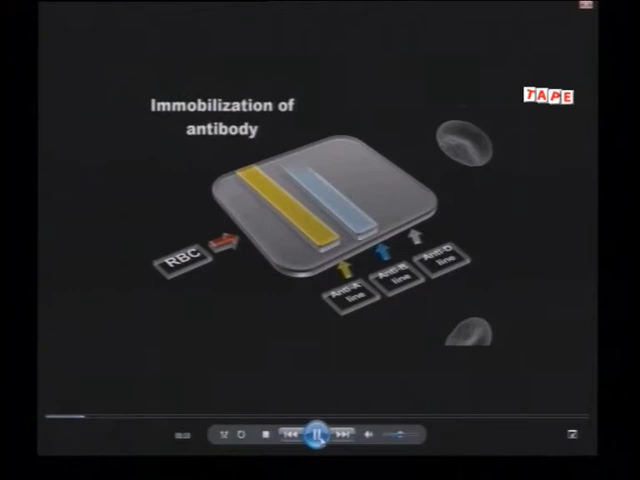 Immobilization of
antibody
TAPE
RBC
Anti-A
line
Anti-B
line
Anti-D
line